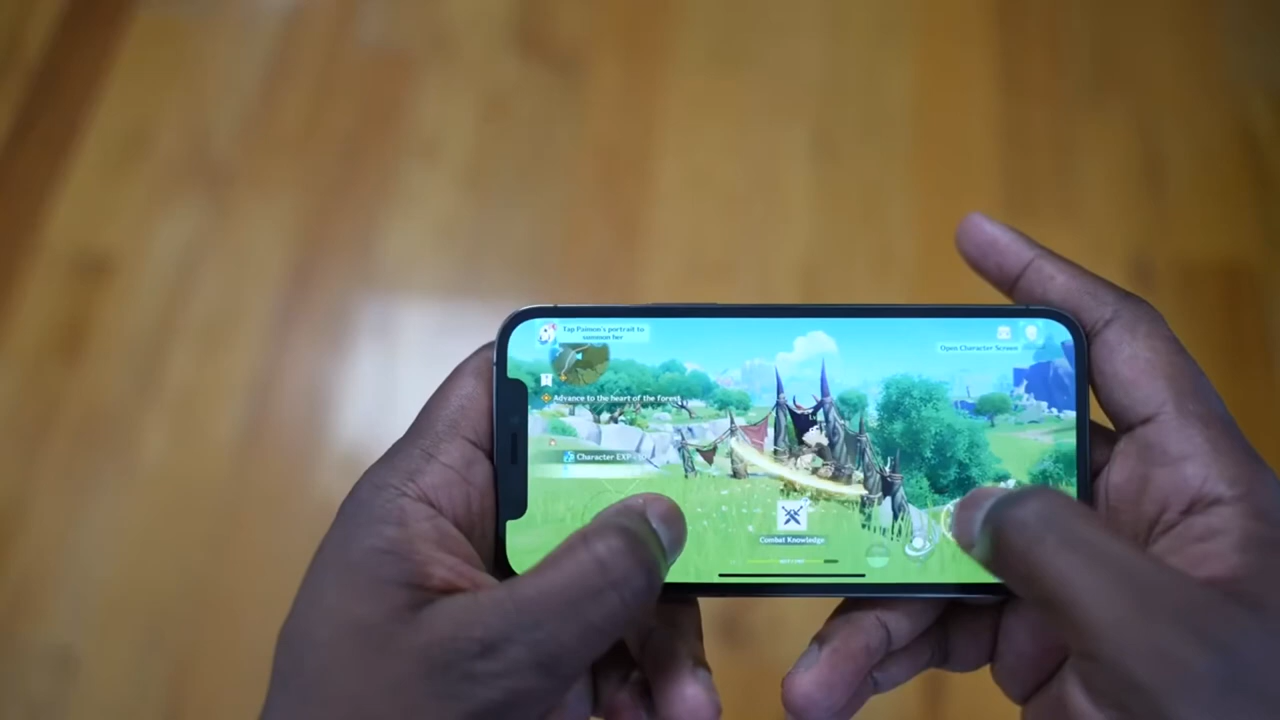 Tap Paimon's portrait to
summon her
Open Character Screen
Advance to the heart of the forest
Character EXP
Combat Knowledge